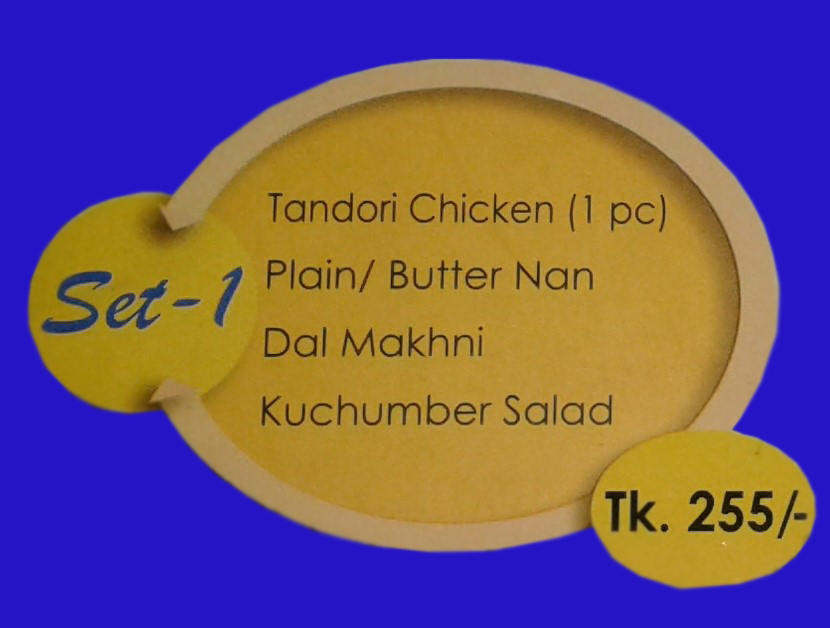 Set-1
Tandori Chicken (1 pc)
Plain/ Butter Nan
Dal Makhni
Kuchumber Salad
Tk. 255/-